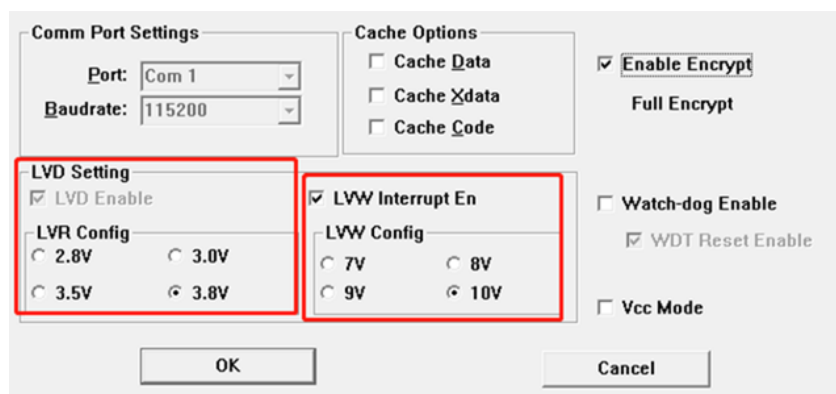 Comm Port Settings
Port: Com 1
Baudrate: 115200
Cache Options
Cache Data
Cache Xdata
Cache Code
Enable Encrypt
Full Encrypt
LVD Setting
LVD Enable
LVR Config
2.8V 3.0V
3.5V 3.8V
LVW Interrupt En
LVW Config
7V 8V
9V 10V
Watch-dog Enable
WDT Reset Enable
Vcc Mode
OK
Cancel